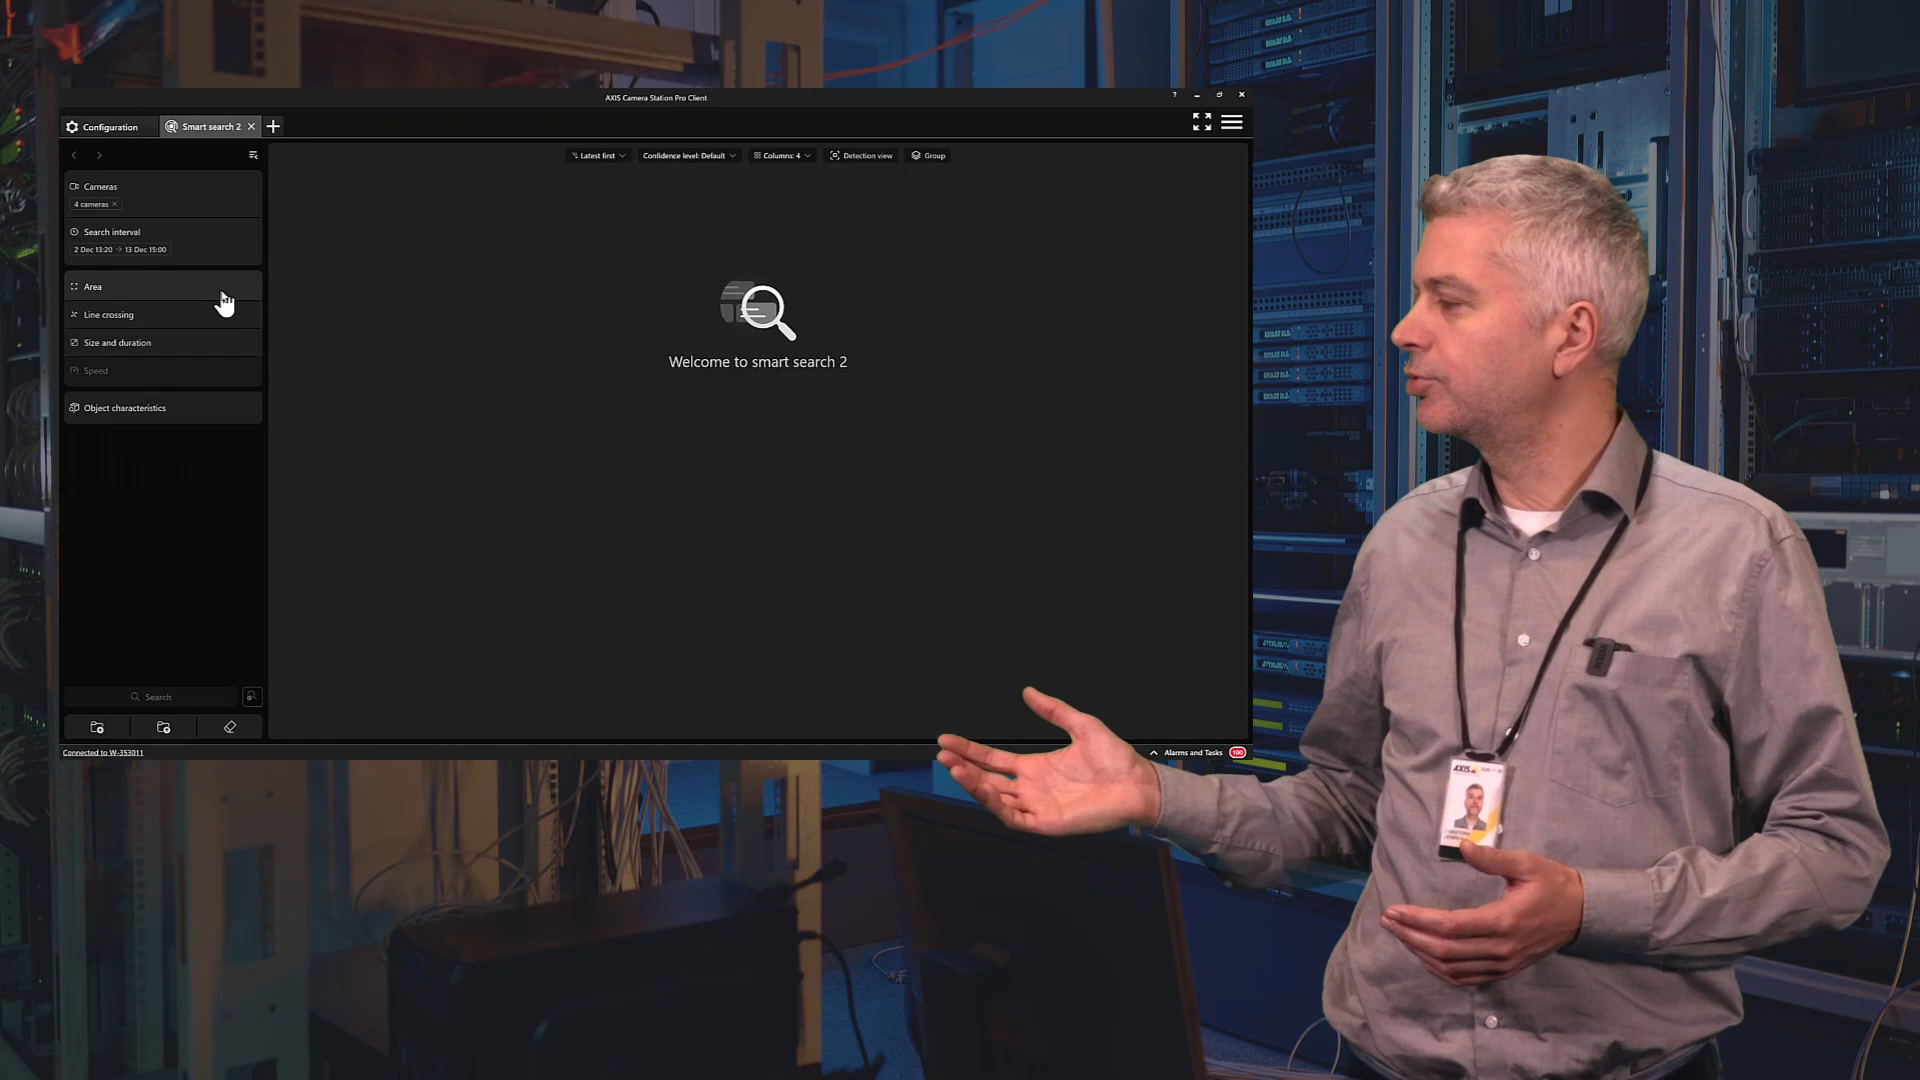 AXIS Camera Station Pro Client
?
Configuration
Smart search 2
Latest first
Confidence level: Default
Columns: 4
Detection view
Group
Cameras
4 cameras
Search interval
2 Dec 13:20 → 13 Dec 15:00
Area
Line crossing
Size and duration
Speed
Object characteristics
Welcome to smart search 2
Search
Connected to W-353011
Alarms and Tasks 100
AXIS